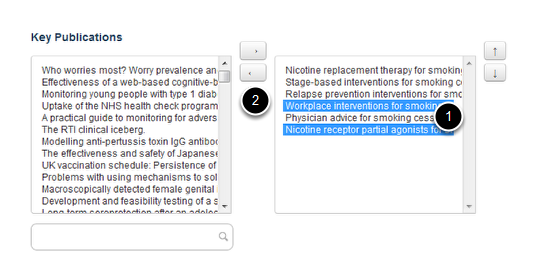 Key Publications
Who worries most? Worry prevalence an
Effectiveness of a web-based cognitive-b
Monitoring young people with type 1 diab
Uptake of the NHS health check program
A practical guide to monitoring for advers
The RTI clinical iceberg.
Modelling anti-pertussis toxin IgG antibod
The effectiveness and safety of Japanese
UK vaccination schedule: Persistence of
Problems with using mechanisms to sol
Macroscopically detected female genital
Development and feasibility testing of a s
Long term seroprotection after an adoles
2
Nicotine replacement therapy for smoking
Stage-based interventions for smoking ce
Relapse prevention interventions for smo
Workplace interventions for smoking
Physician advice for smoking cess
Nicotine receptor partial agonists fo
1